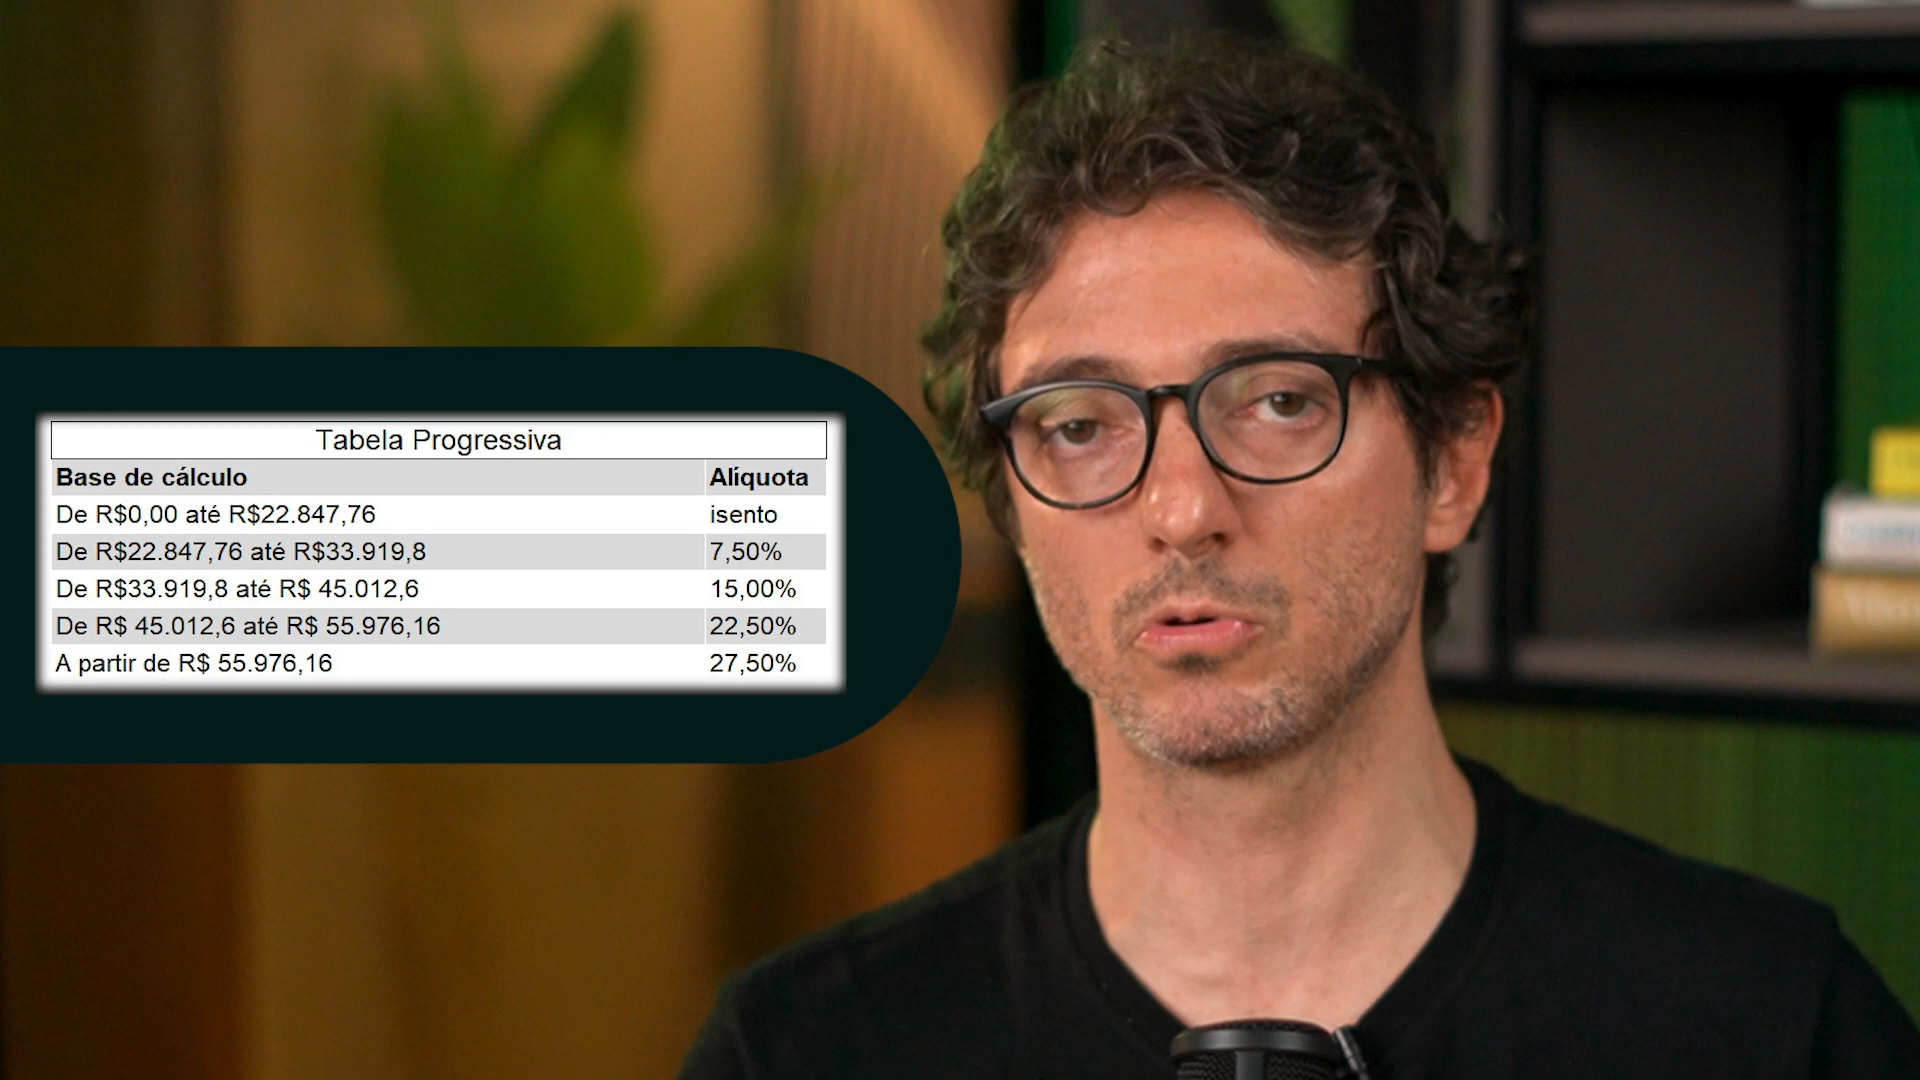 Tabela Progressiva
Base de cálculo Alíquota
De R$0,00 até R$22.847,76 isento
De R$22.847,76 até R$33.919,8 7,50%
De R$33.919,8 até R$ 45.012,6 15,00%
De R$ 45.012,6 até R$ 55.976,16 22,50%
A partir de R$ 55.976,16 27,50%